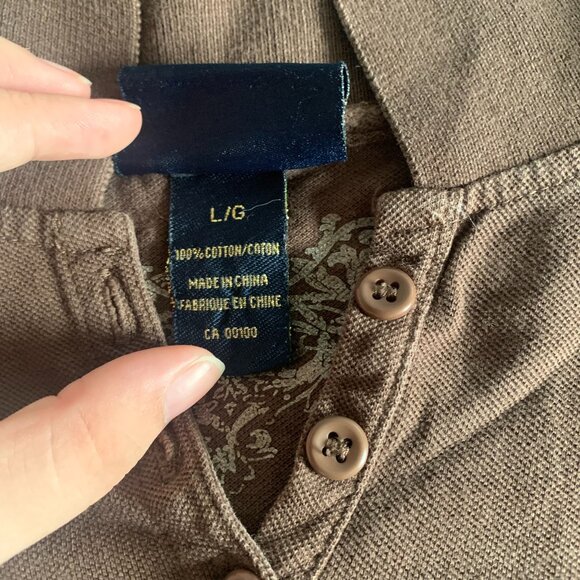 L/G
100% COTTON/COTON
MADE IN CHINA
FABRIQUE EN CHINE
CA 00100